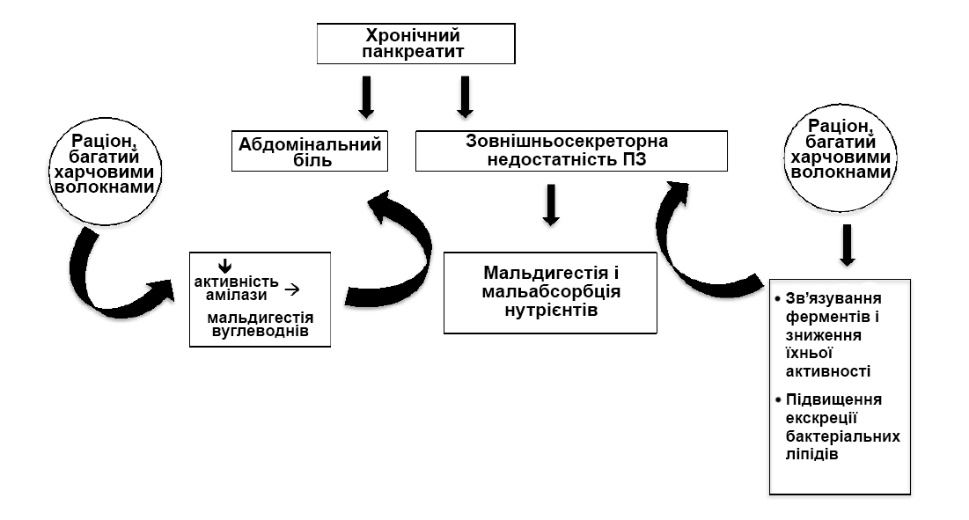 Хронічний
панкреатит
Раціон,
багатий
харчовими
волокнами
Абдомінальний
біль
Зовнішньосекреторна
недостатність ПЗ
Раціон,
багатий
харчовими
волокнами
↓
активність
амілази →
мальдигестія
вуглеводнів
Мальдигестія і
мальабсорбція
нутрієнтів
• Зв'язування
ферментів і
зниження
їхньої
активності
• Підвищення
екскреції
бактеріальних
ліпідів